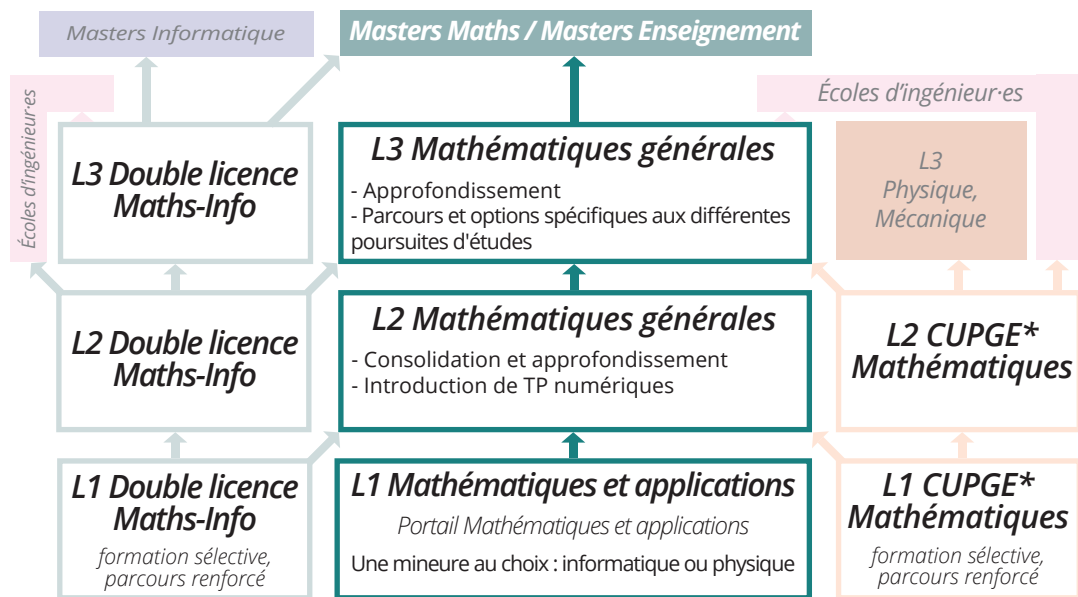 Masters Informatique
Masters Maths / Masters Enseignement
Écoles d'ingénieur·es
Écoles d'ingénieur·es
L3 Double licence
Maths-Info
L3 Mathématiques générales
- Approfondissement
- Parcours et options spécifiques aux différentes
poursuites d'études
L3
Physique,
Mécanique
L2 Double licence
Maths-Info
L2 Mathématiques générales
- Consolidation et approfondissement
- Introduction de TP numériques
L2 CUPGE*
Mathématiques
L1 Double licence
Maths-Info
formation sélective,
parcours renforcé
L1 Mathématiques et applications
Portail Mathématiques et applications
Une mineure au choix : informatique ou physique
L1 CUPGE*
Mathématiques
formation sélective,
parcours renforcé